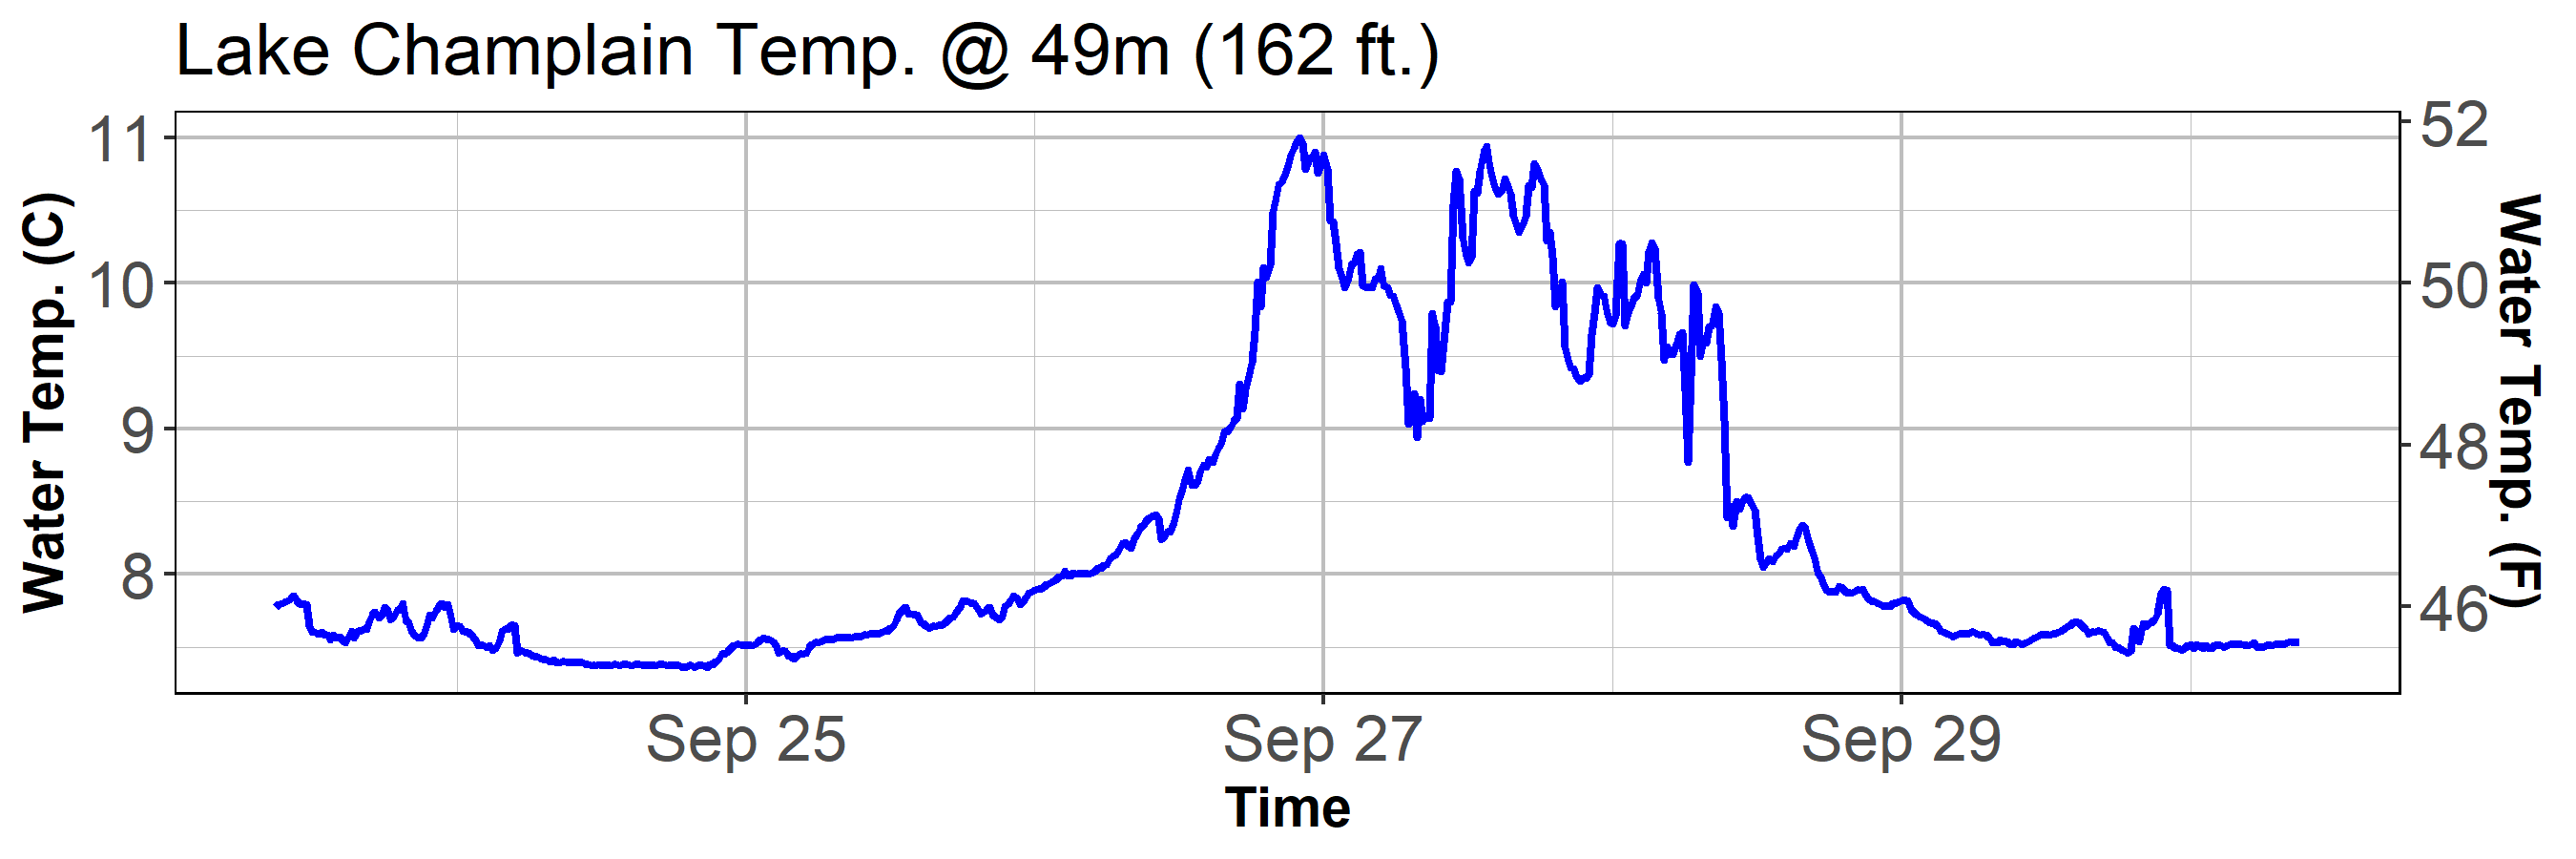 Lake Champlain Temp. @ 49m (162 ft.)
Water Temp. (C)
11
10
9
8
52
50
48
46
Water Temp. (F)
Sep 25
Sep 27
Sep 29
Time